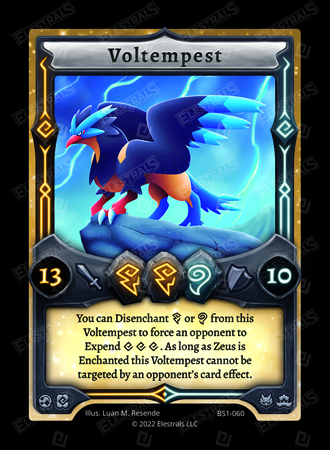 Voltempest
13
10
You can Disenchant or from this
Voltempest to force an opponent to
Expend . As long as Zeus is
Enchanted this Voltempest cannot be
targeted by an opponent's card effect.
Illus. Luan M. Resende
BS1-060
© 2022 Elestrals LLC
ELESTRALS